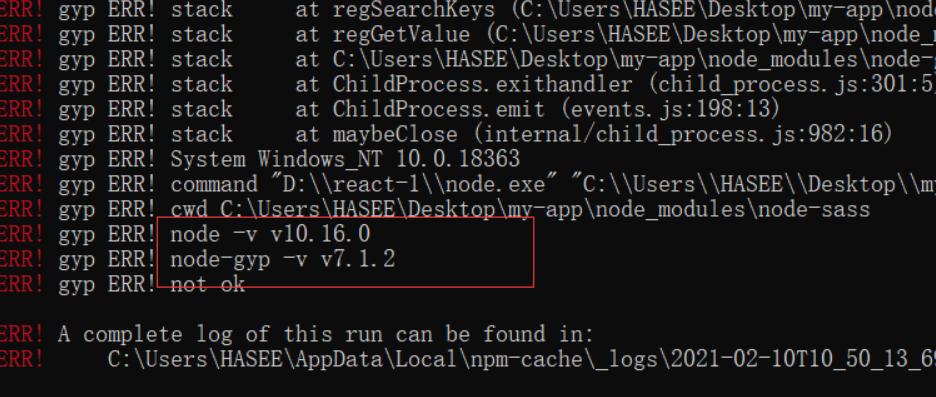 ERR! gyp ERR! stack     at regSearchKeys (C:\Users\HASEE\Desktop\my-app\node
ERR! gyp ERR! stack     at regGetValue (C:\Users\HASEE\Desktop\my-app\node_m
ERR! gyp ERR! stack     at C:\Users\HASEE\Desktop\my-app\node_modules\node-g
ERR! gyp ERR! stack     at ChildProcess.exithandler (child_process.js:301:5)
ERR! gyp ERR! stack     at ChildProcess.emit (events.js:198:13)
ERR! gyp ERR! stack     at maybeClose (internal/child_process.js:982:16)
ERR! gyp ERR! System Windows_NT 10.0.18363
ERR! gyp ERR! command "D:\\react-1\\node.exe" "C:\\Users\\HASEE\\Desktop\\my
ERR! gyp ERR! cwd C:\Users\HASEE\Desktop\my-app\node_modules\node-sass
ERR! gyp ERR! node -v v10.16.0
ERR! gyp ERR! node-gyp -v v7.1.2
ERR! gyp ERR! not ok
ERR! A complete log of this run can be found in:
ERR!     C:\Users\HASEE\AppData\Local\npm-cache\_logs\2021-02-10T10_50_13_69